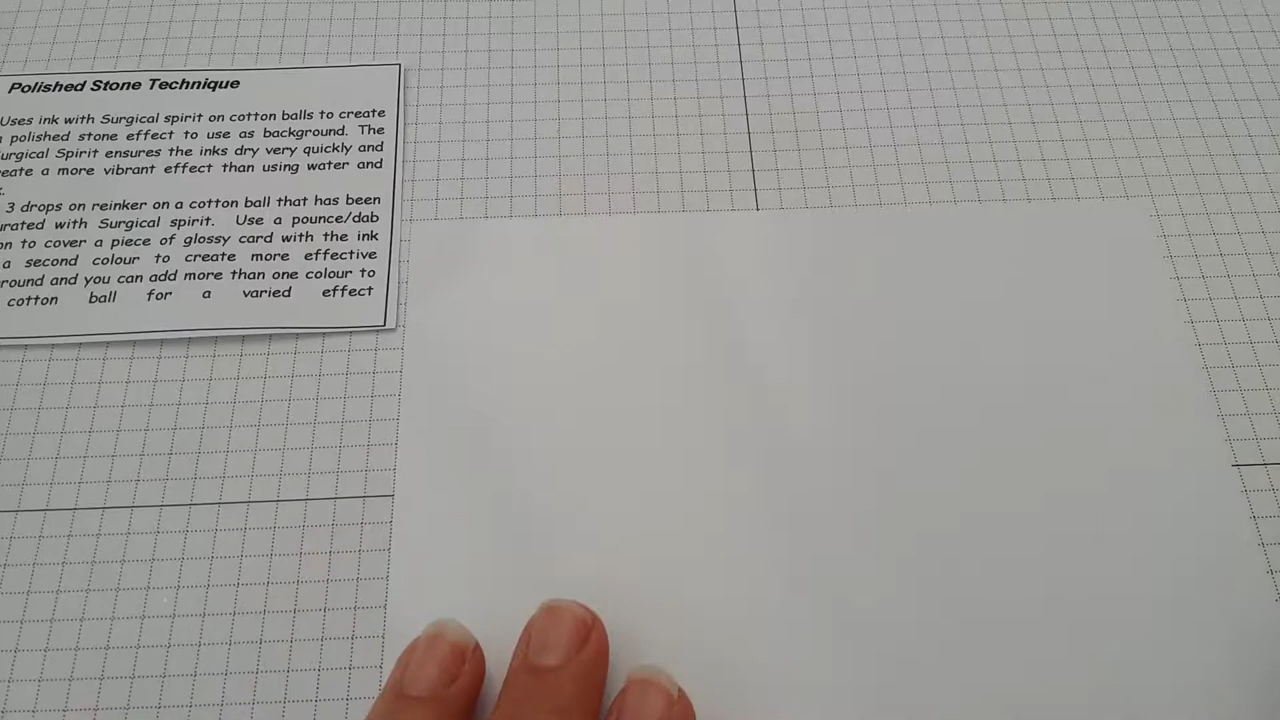 Polished Stone Technique
Uses ink with Surgical spirit on cotton balls to create
polished stone effect to use as background. The
urgical Spirit ensures the inks dry very quickly and
eate a more vibrant effect than using water and
3 drops on reinker on a cotton ball that has been
urated with Surgical spirit. Use a pounce/dab
on to cover a piece of glossy card with the ink
a second colour to create more effective
round and you can add more than one colour to
cotton ball for a varied effect